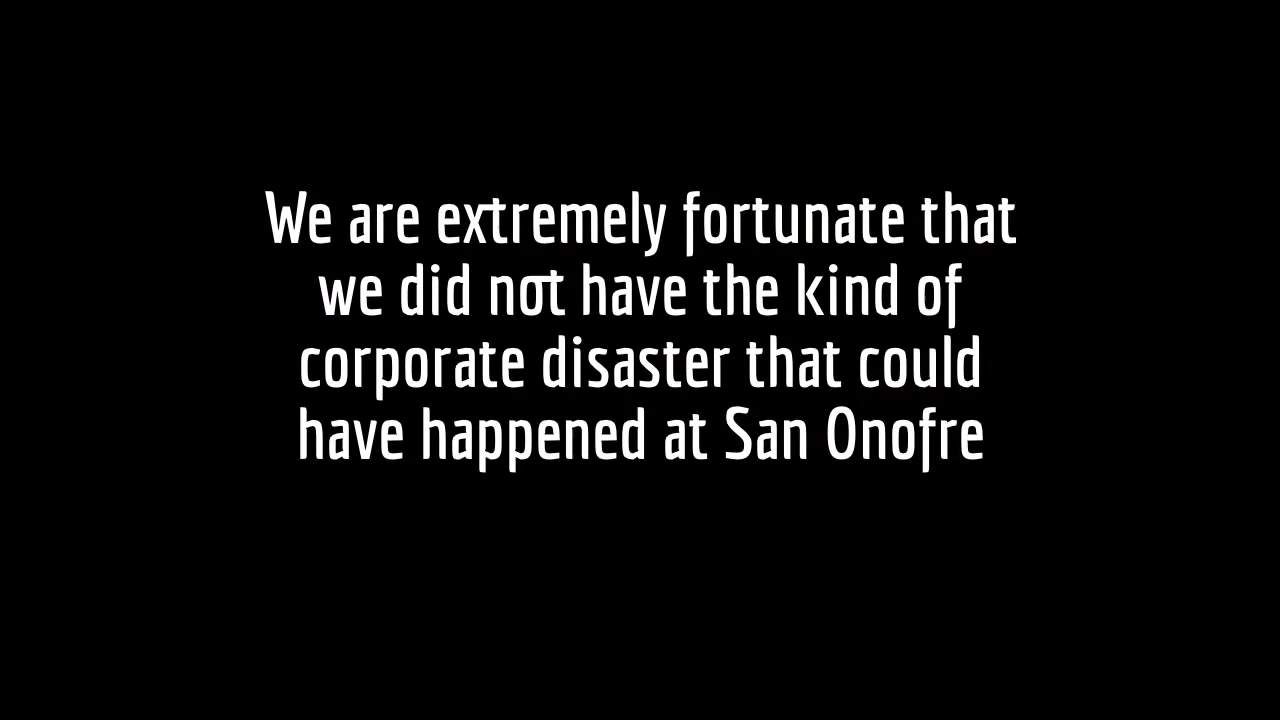 We are extremely fortunate that
we did not have the kind of
corporate disaster that could
have happened at San Onofre